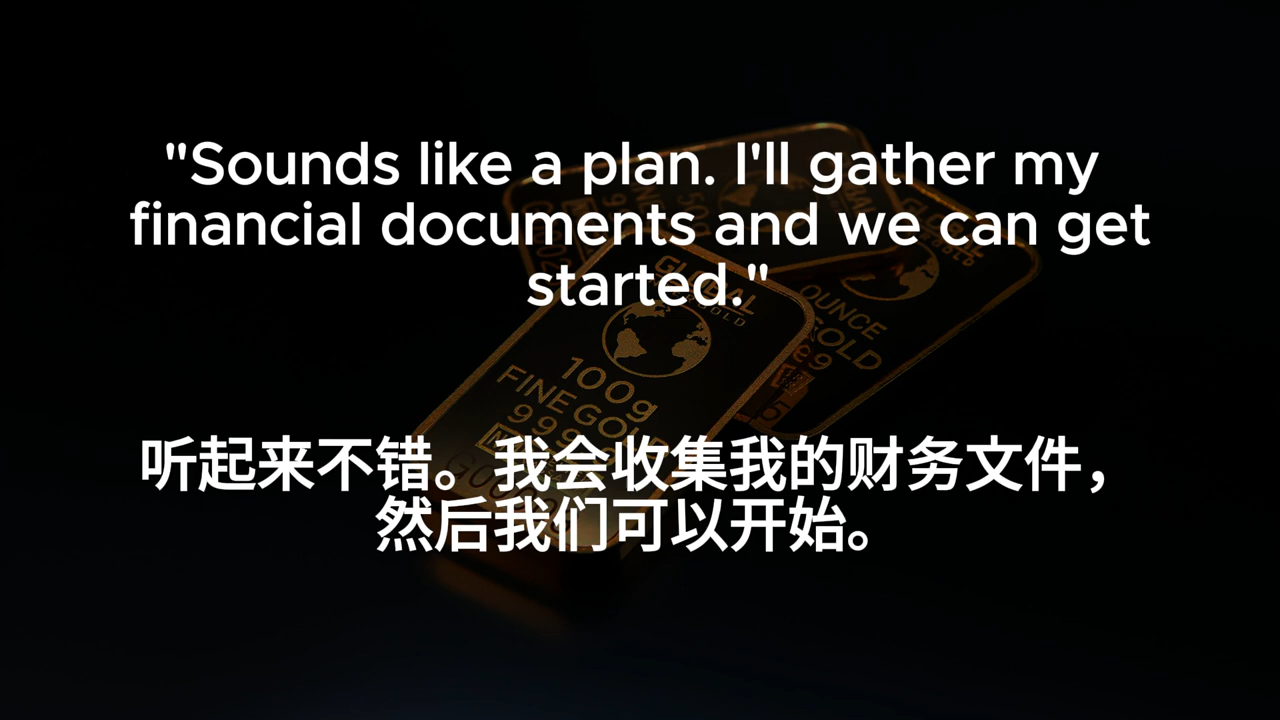 "Sounds like a plan. I'll gather my
financial documents and we can get
started."
GLOBAL
GOLD
100g
FINE GOLD
OUNCE
GOLD
听起来不错。我会收集我的财务文件，
然后我们可以开始。